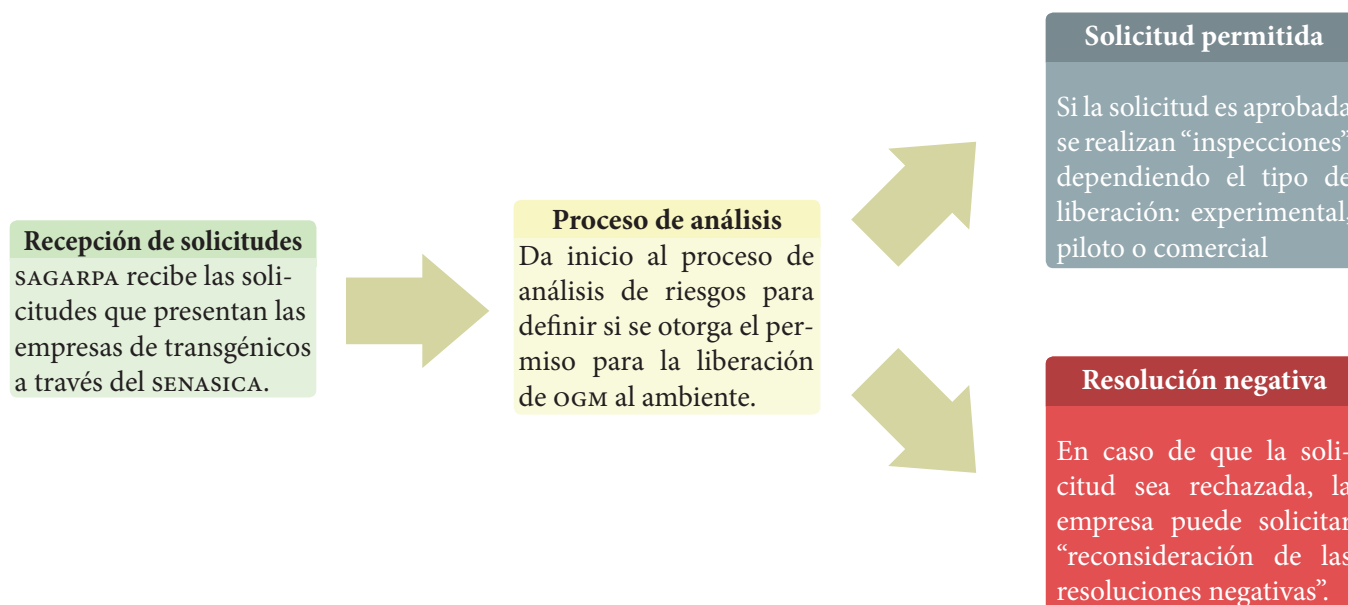 Recepción de solicitudes
SAGARPA recibe las soli-
citudes que presentan las
empresas de transgénicos
a través del SENASICA.
Proceso de análisis
Da inicio al proceso de
análisis de riesgos para
definir si se otorga el per-
miso para la liberación
de OGM al ambiente.
Solicitud permitida
Si la solicitud es aprobada
se realizan “inspecciones”
dependiendo el tipo de
liberación: experimental,
piloto o comercial
Resolución negativa
En caso de que la soli-
citud sea rechazada, la
empresa puede solicitar
“reconsideración de las
resoluciones negativas”.